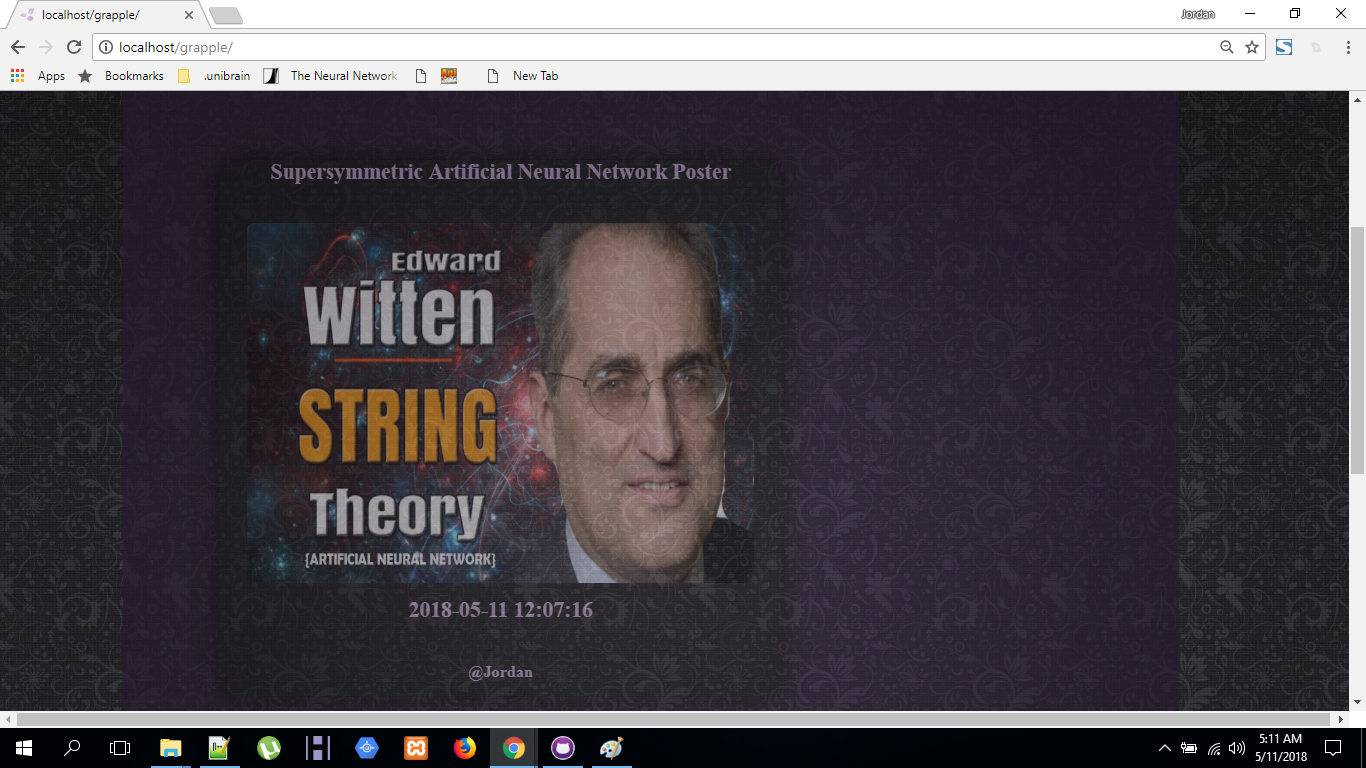 localhost/grapple/
Jordan
localhost/grapple/
Apps
Bookmarks
.unibrain
The Neural Network
New Tab
Supersymmetric Artificial Neural Network Poster
Edward
Witten
STRING
Theory
{ARTIFICIAL NEURAL NETWORK}
2018-05-11 12:07:16
@Jordan
5:11 AM
5/11/2018